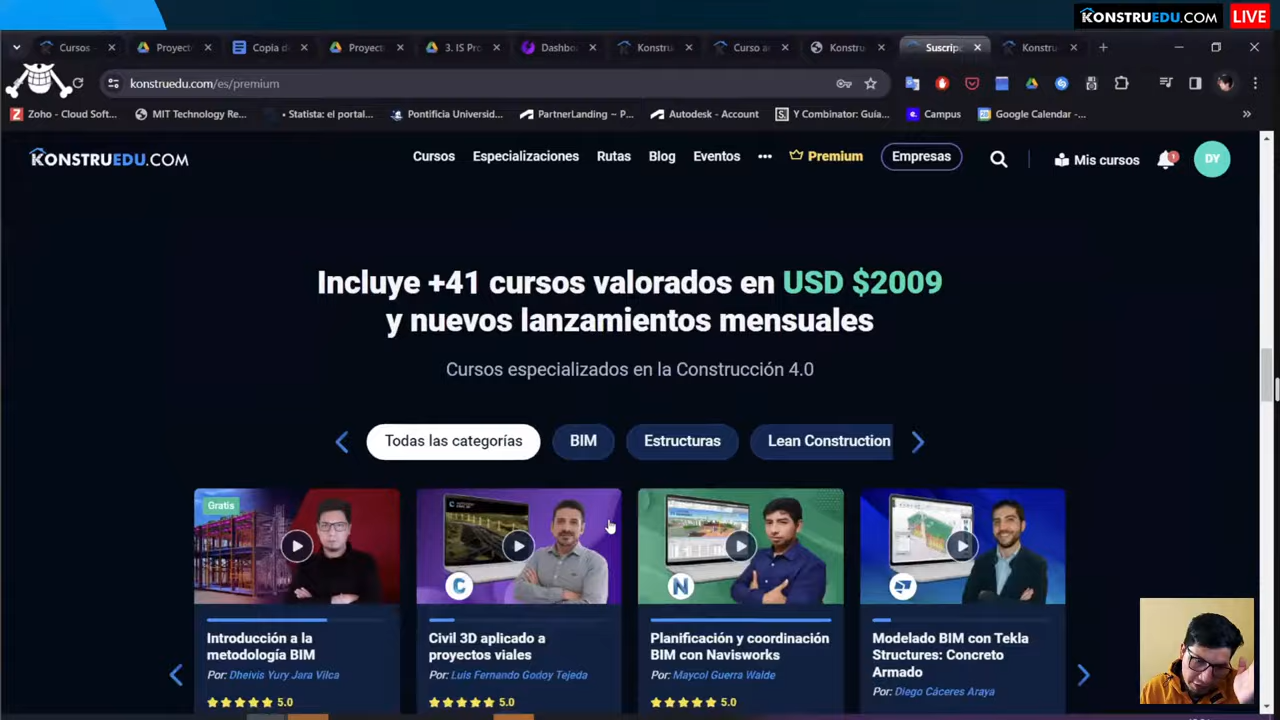 KONSTRUEDU.COM LIVE
Cursos
Proyect
Copia d
Proyect
3. IS Pro
Dashbo
Konstru
Curso a
Konstru
Suscrip
Konstru
konstruedu.com/es/premium
Zoho - Cloud Soft...
MIT Technology Re...
Statista: el portal...
Pontificia Universid...
PartnerLanding ~ P...
Autodesk - Account
Y Combinator: Guía...
Campus
Google Calendar -...
KONSTRUEDU.COM
Cursos
Especializaciones
Rutas
Blog
Eventos
Premium
Empresas
Mis cursos
1
DY
Incluye +41 cursos valorados en USD $2009
y nuevos lanzamientos mensuales
Cursos especializados en la Construcción 4.0
Todas las categorías
BIM
Estructuras
Lean Construction
Gratis
Introducción a la
metodología BIM
Por: Dheivis Yury Jara Vilca
5.0
Civil 3D aplicado a
proyectos viales
Por: Luis Fernando Godoy Tejeda
5.0
Planificación y coordinación
BIM con Navisworks
Por: Maycol Guerra Walde
5.0
Modelado BIM con Tekla
Structures: Concreto
Armado
Por: Diego Cáceres Araya